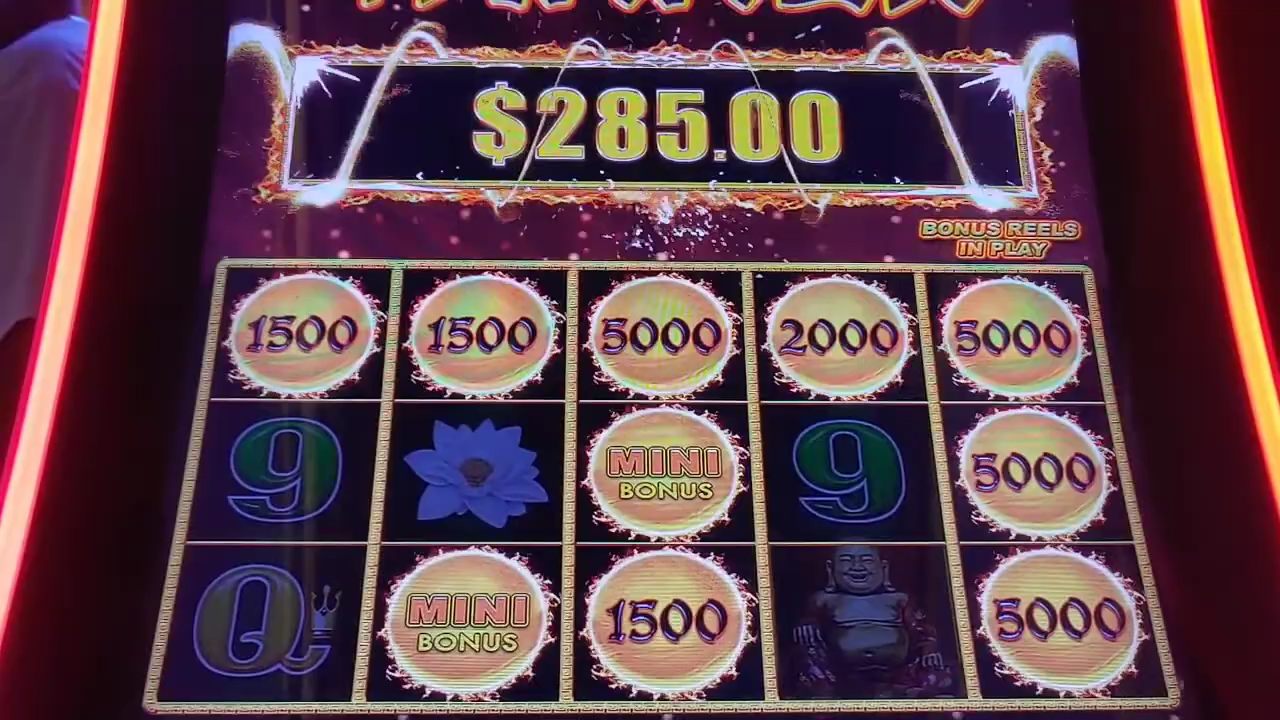 $285.00
BONUS REELS
IN PLAY
1500 1500 5000 2000 5000
9 MINI BONUS 9 5000
Q MINI BONUS 1500 5000